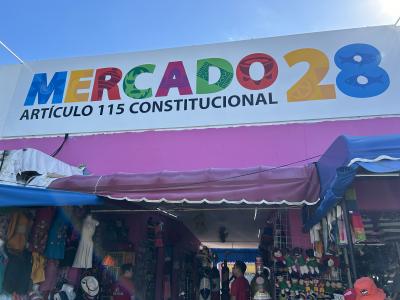 MERCADO 28
ARTÍCULO 115 CONSTITUCIONAL